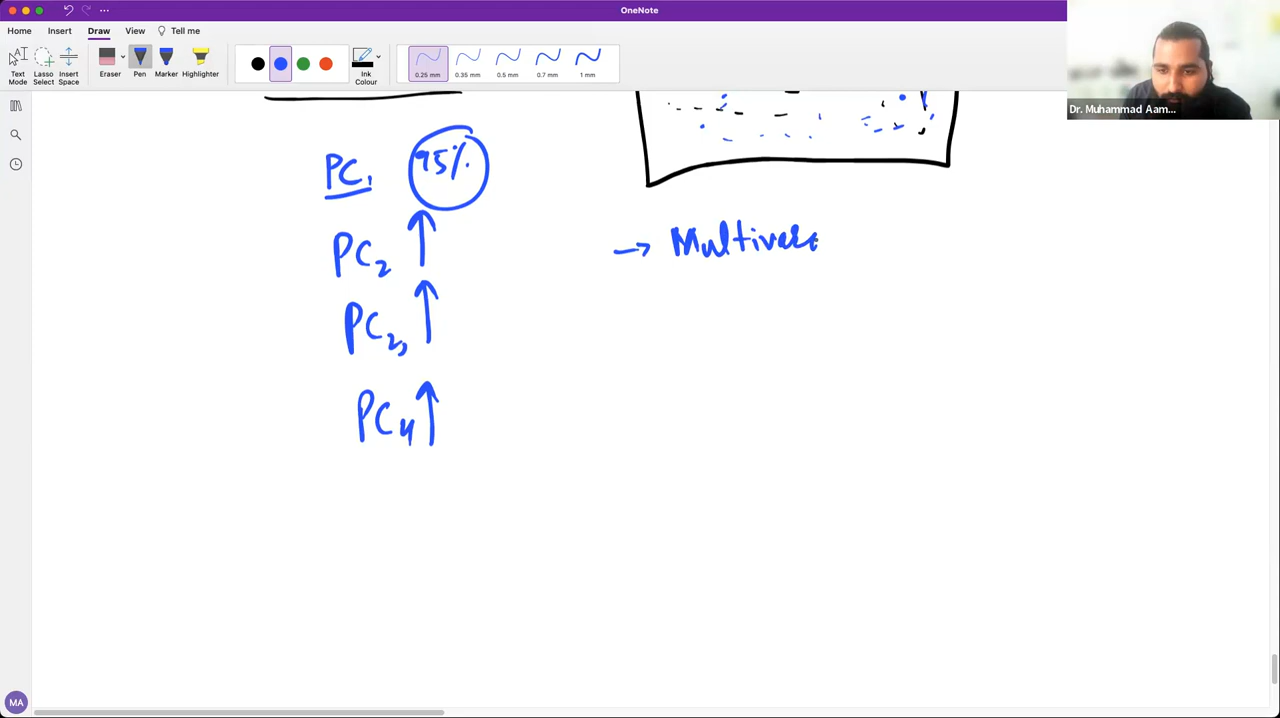 OneNote
Home Insert Draw View Tell me
Text Mode
Lasso Select
Insert Space
Eraser
Pen
Marker
Highlighter
Ink Colour
0.25 mm
0.35 mm
0.5 mm
0.7 mm
1 mm
Dr. Muhammad Aam...
PC1 95%
PC2
→ Multivar
PC2,
PC4
MA